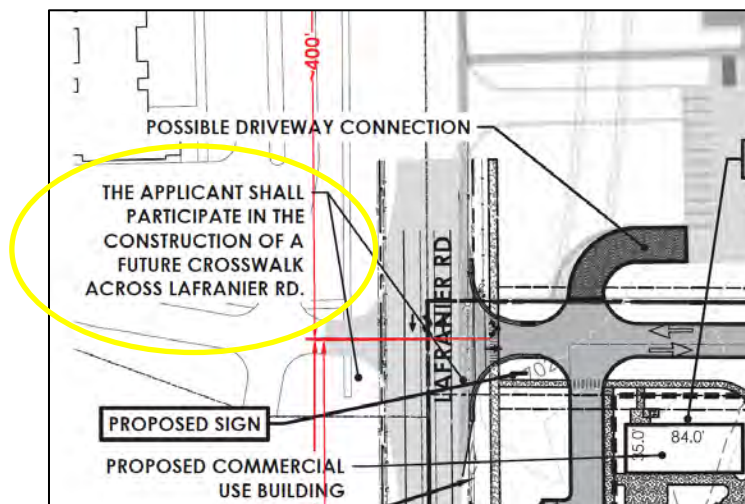 ~400'
POSSIBLE DRIVEWAY CONNECTION
THE APPLICANT SHALL
PARTICIPATE IN THE
CONSTRUCTION OF A
FUTURE CROSSWALK
ACROSS LAFRANIER RD.
LAFRANIER RD
PROPOSED SIGN
PROPOSED COMMERCIAL
USE BUILDING
35.0'
84.0'